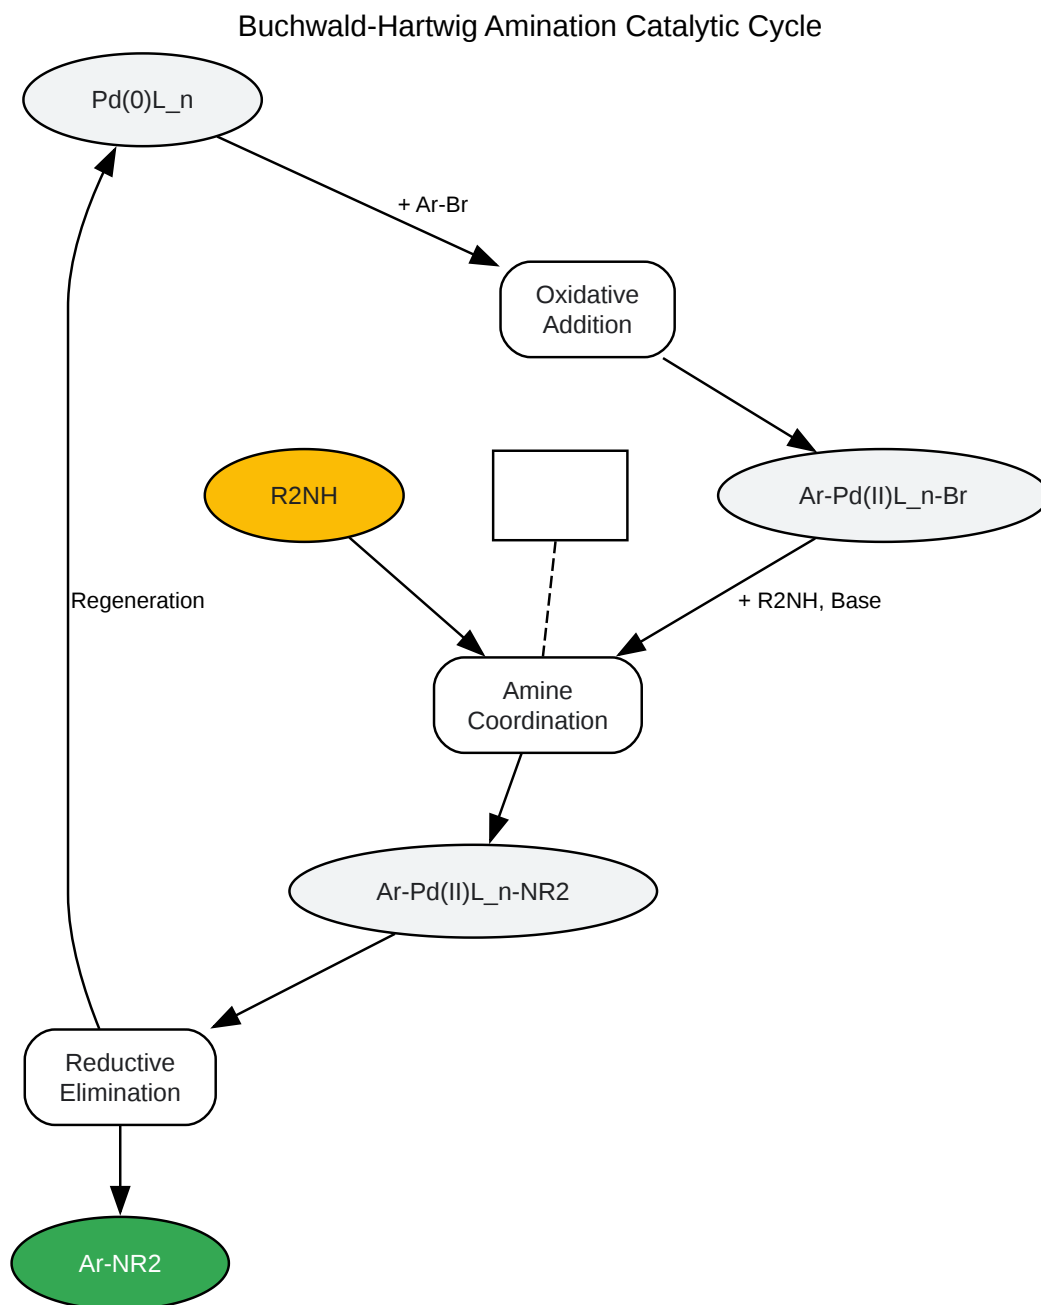 Buchwald-Hartwig Amination Catalytic Cycle
Pd(0)L_n
+ Ar-Br
Oxidative
Addition
R2NH
Ar-Pd(II)L_n-Br
Regeneration
+ R2NH, Base
Amine
Coordination
Ar-Pd(II)L_n-NR2
Reductive
Elimination
Ar-NR2